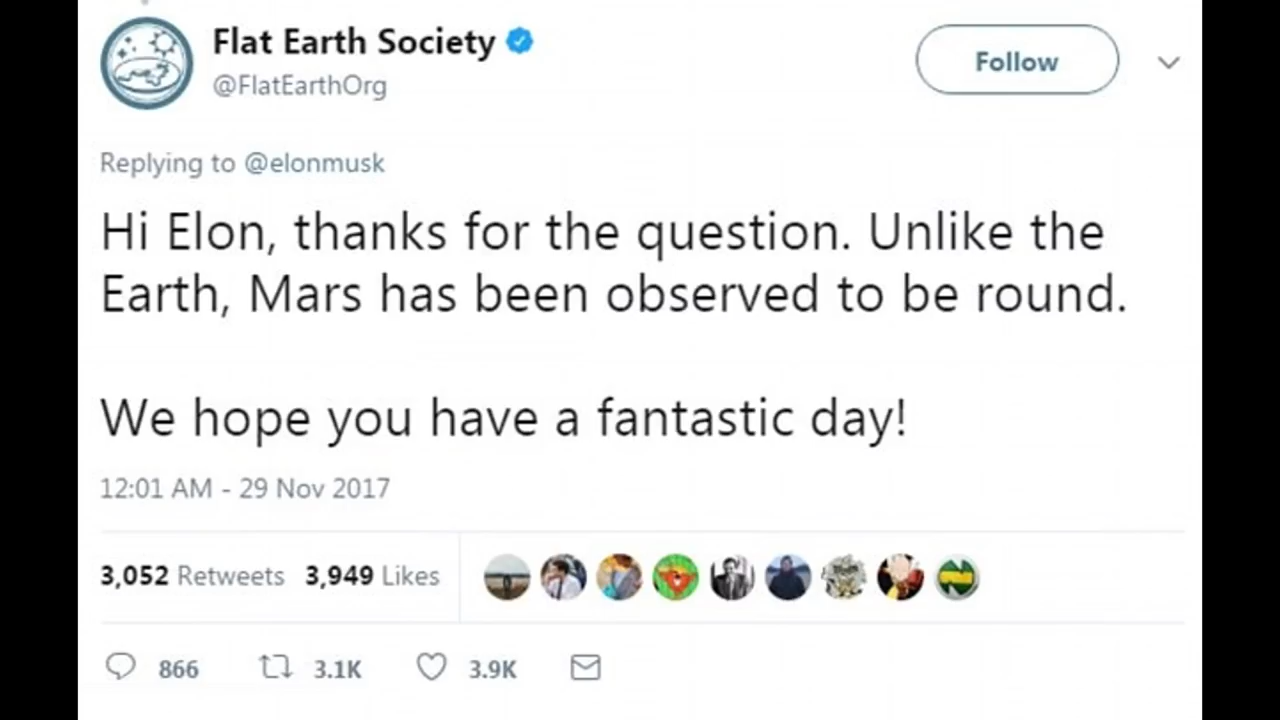 Flat Earth Society
@FlatEarthOrg
Follow
Replying to @elonmusk
Hi Elon, thanks for the question. Unlike the
Earth, Mars has been observed to be round.
We hope you have a fantastic day!
12:01 AM - 29 Nov 2017
3,052 Retweets 3,949 Likes
866 3.1K 3.9K